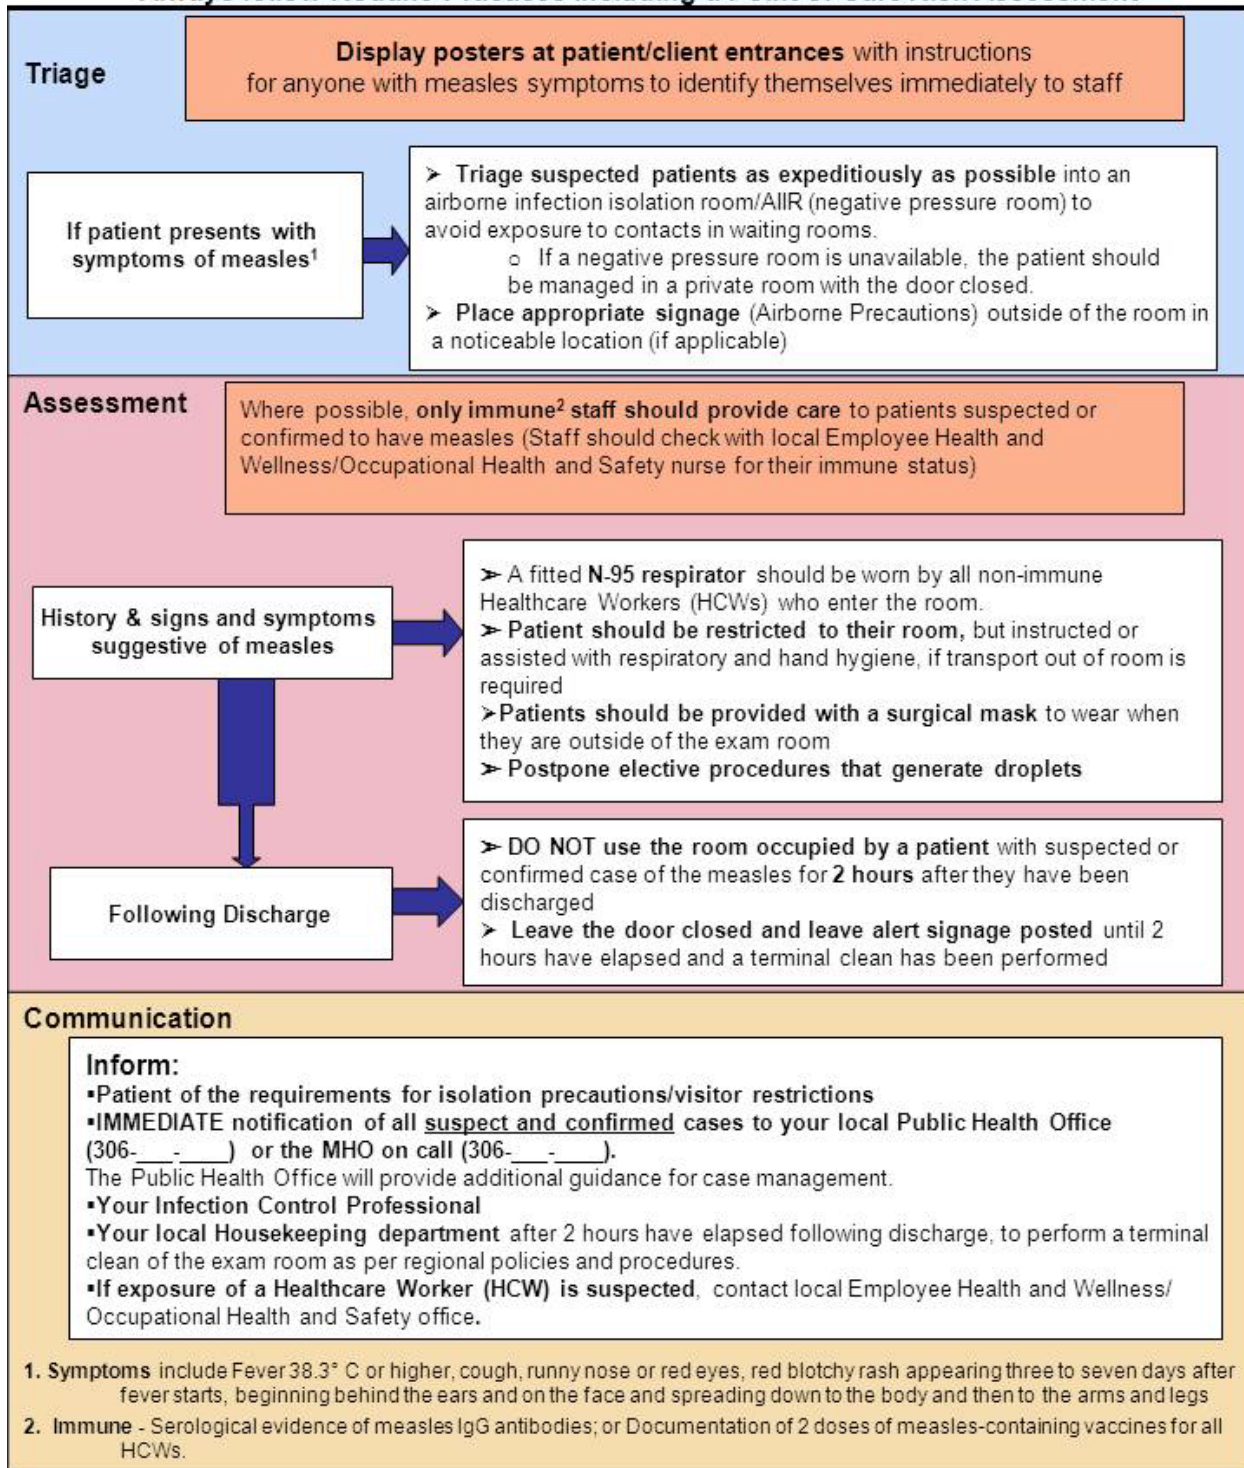 Triage
Display posters at patient/client entrances with instructions
for anyone with measles symptoms to identify themselves immediately to staff
If patient presents with
symptoms of measles¹
➢ Triage suspected patients as expeditiously as possible into an
airborne infection isolation room/AIIR (negative pressure room) to
avoid exposure to contacts in waiting rooms.
o If a negative pressure room is unavailable, the patient should
be managed in a private room with the door closed.
➢ Place appropriate signage (Airborne Precautions) outside of the room in
a noticeable location (if applicable)
Assessment
Where possible, only immune² staff should provide care to patients suspected or
confirmed to have measles (Staff should check with local Employee Health and
Wellness/Occupational Health and Safety nurse for their immune status)
History & signs and symptoms
suggestive of measles
➢ A fitted N-95 respirator should be worn by all non-immune
Healthcare Workers (HCWs) who enter the room.
➢ Patient should be restricted to their room, but instructed or
assisted with respiratory and hand hygiene, if transport out of room is
required
➢Patients should be provided with a surgical mask to wear when
they are outside of the exam room
➢ Postpone elective procedures that generate droplets
Following Discharge
➢ DO NOT use the room occupied by a patient with suspected or
confirmed case of the measles for 2 hours after they have been
discharged
➢ Leave the door closed and leave alert signage posted until 2
hours have elapsed and a terminal clean has been performed
Communication
Inform:
▪Patient of the requirements for isolation precautions/visitor restrictions
▪IMMEDIATE notification of all suspect and confirmed cases to your local Public Health Office
(306-___-____) or the MHO on call (306-___-____).
The Public Health Office will provide additional guidance for case management.
▪Your Infection Control Professional
▪Your local Housekeeping department after 2 hours have elapsed following discharge, to perform a terminal
clean of the exam room as per regional policies and procedures.
▪If exposure of a Healthcare Worker (HCW) is suspected, contact local Employee Health and Wellness/
Occupational Health and Safety office.
1. Symptoms include Fever 38.3° C or higher, cough, runny nose or red eyes, red blotchy rash appearing three to seven days after
fever starts, beginning behind the ears and on the face and spreading down to the body and then to the arms and legs
2. Immune - Serological evidence of measles IgG antibodies; or Documentation of 2 doses of measles-containing vaccines for all
HCWs.